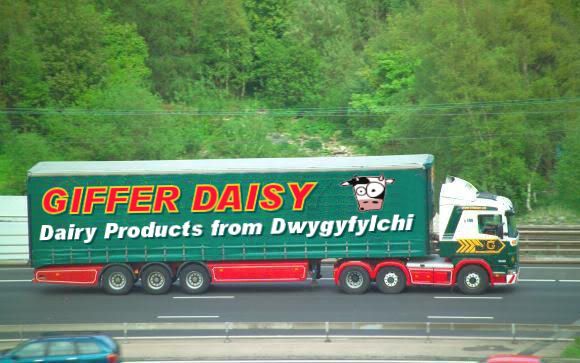 GIFFER DAISY
Dairy Products from Dwygyfylchi